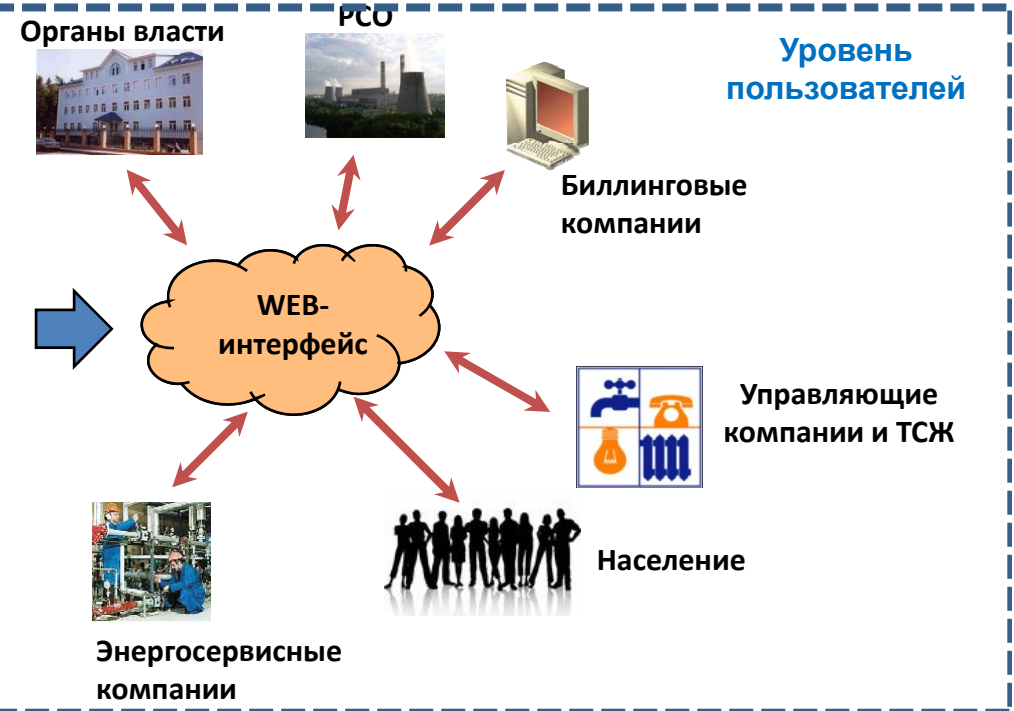 Органы власти
РСО
Уровень
пользователей
Биллинговые
компании
WEB-
интерфейс
Управляющие
компании и ТСЖ
Население
Энергосервисные
компании